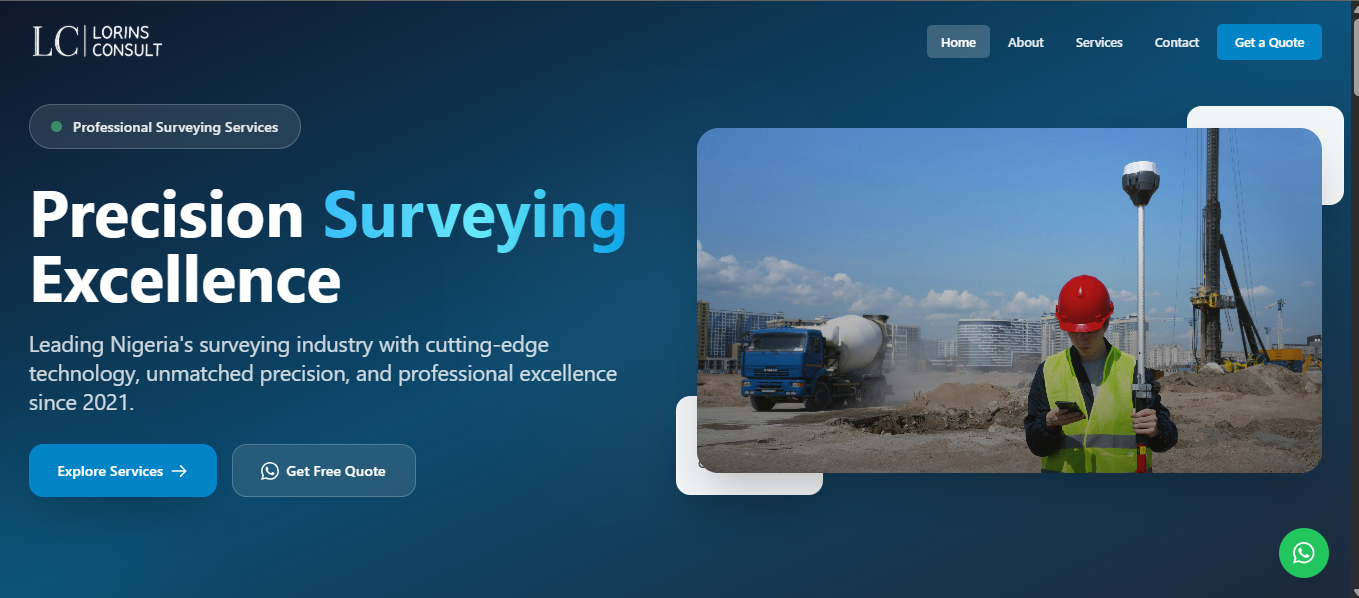 LC
LORINS
CONSULT
Home
About
Services
Contact
Get a Quote
Professional Surveying Services
Precision Surveying
Excellence
Leading Nigeria's surveying industry with cutting-edge
technology, unmatched precision, and professional excellence
since 2021.
Explore Services →
Get Free Quote